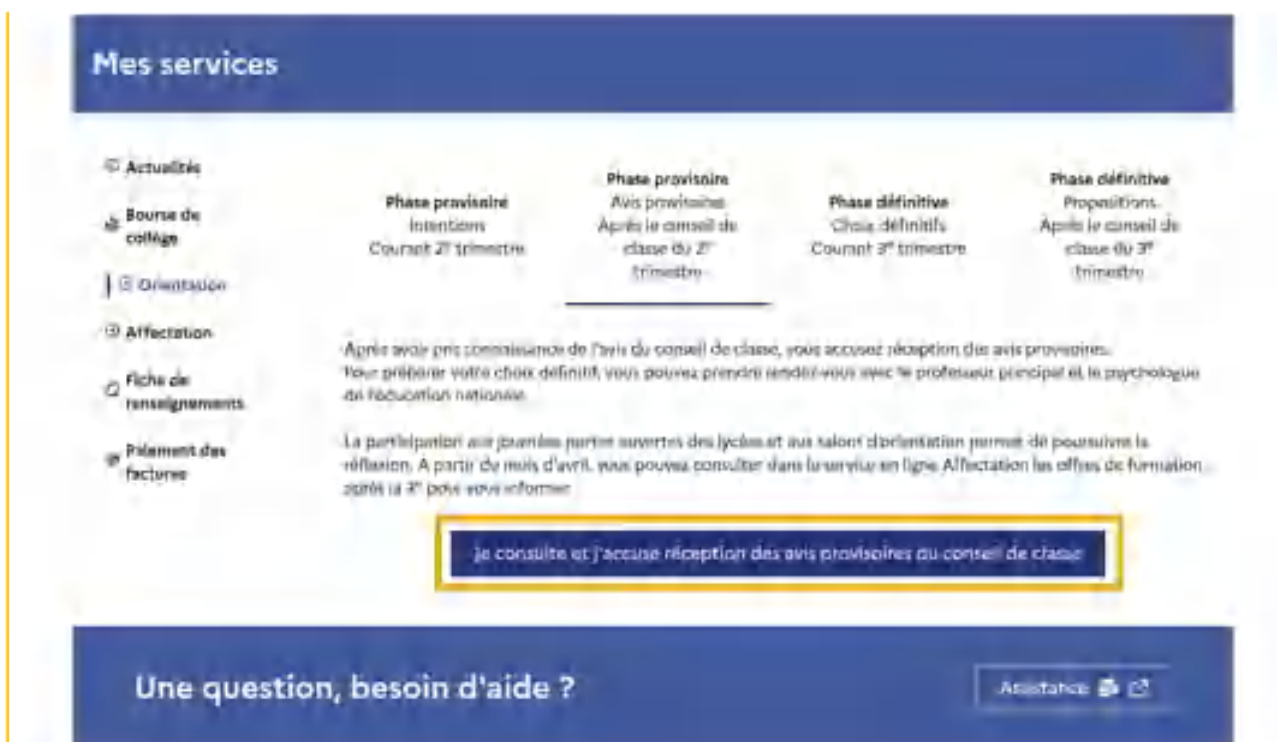 Mes services
Actualités
Bourse de
collège
Orientation
Affectation
Fiche de
renseignements
Paiement des
factures
Phase provisoire
Intentions
Courant 2e trimestre
Phase provisoire
Avis provisoires
Après le conseil de
classe du 2e
trimestre
Phase définitive
Choix définitifs
Courant 3e trimestre
Phase définitive
Propositions
Après le conseil de
classe du 3e
trimestre
Après avoir pris connaissance de l'avis du conseil de classe, vous accusez réception des avis provisoires.
Pour préparer votre choix définitif, vous pouvez prendre rendez-vous avec le professeur principal et le psychologue
de l'éducation nationale.
La participation aux journées portes ouvertes des lycées et aux salons d'orientation permet de poursuivre la
réflexion. A partir du mois d'avril, vous pouvez consulter dans le service en ligne Affectation les offres de formation
après la 3e pour vous informer.
Je consulte et j'accuse réception des avis provisoires du conseil de classe
Une question, besoin d'aide ?
Assistance